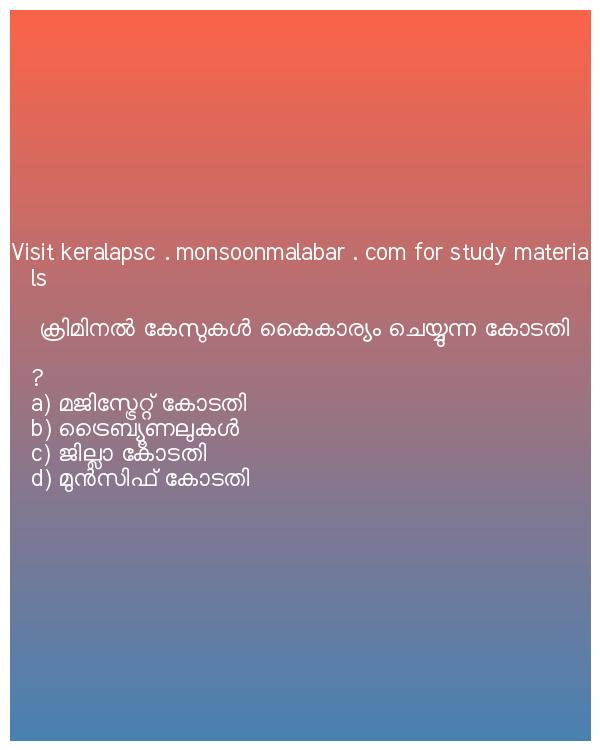 Visit keralapsc . monsoonmalabar . com for study materia
ls
ക്രിമിനൽ കേസുകൾ കൈകാര്യം ചെയ്യുന്ന കോടതി
?
a) മജിസ്ട്രേറ്റ് കോടതി
b) ട്രൈബ്യൂണലുകൾ
c) ജില്ലാ കോടതി
d) മുൻസിഫ് കോടതി